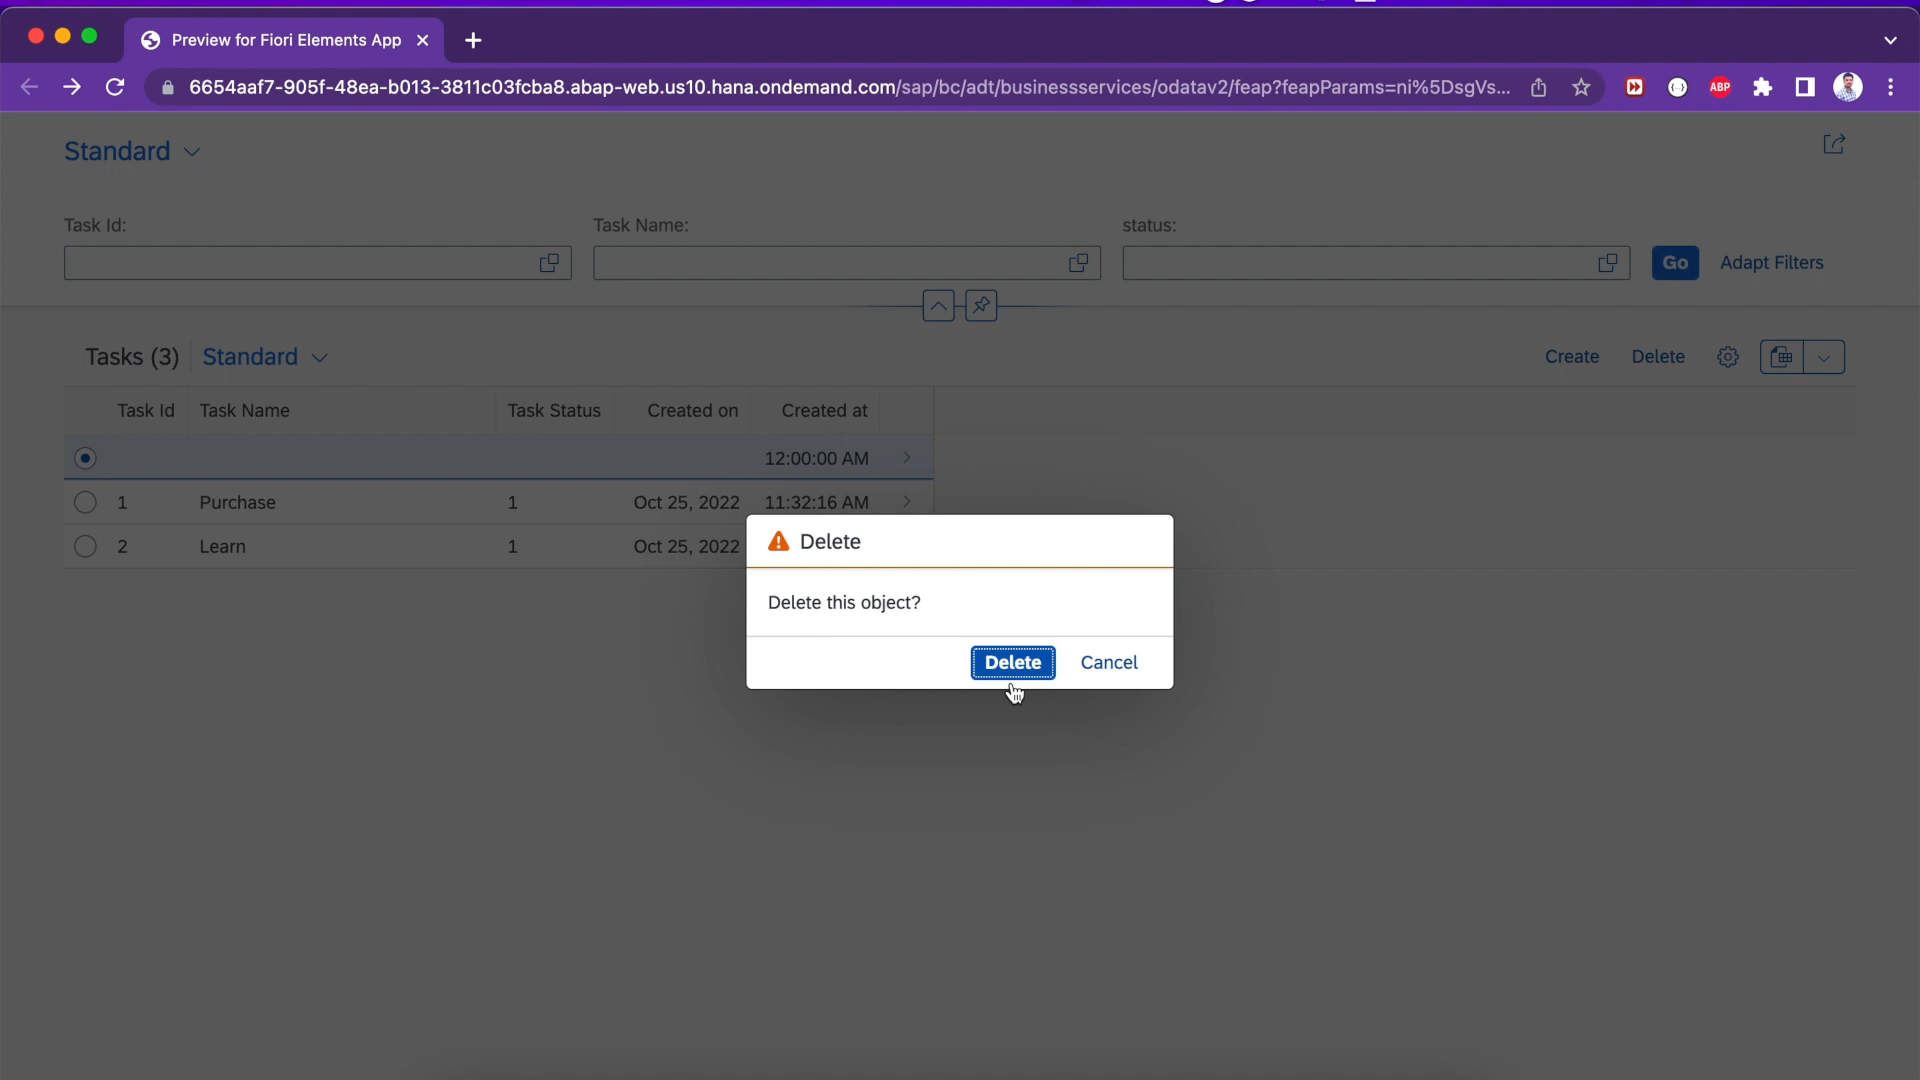 Preview for Fiori Elements App
6654aaf7-905f-48ea-b013-3811c03fcba8.abap-web.us10.hana.ondemand.com/sap/bc/adt/businessservices/odatav2/feap?feapParams=ni%5DsgVs...
ABP
Standard
Task Id: Task Name: status:
Go Adapt Filters
Tasks (3) Standard Create Delete
Task Id Task Name Task Status Created on Created at
12:00:00 AM
1 Purchase 1 Oct 25, 2022 11:32:16 AM
2 Learn 1 Oct 25, 2022
Delete
Delete this object?
Delete Cancel